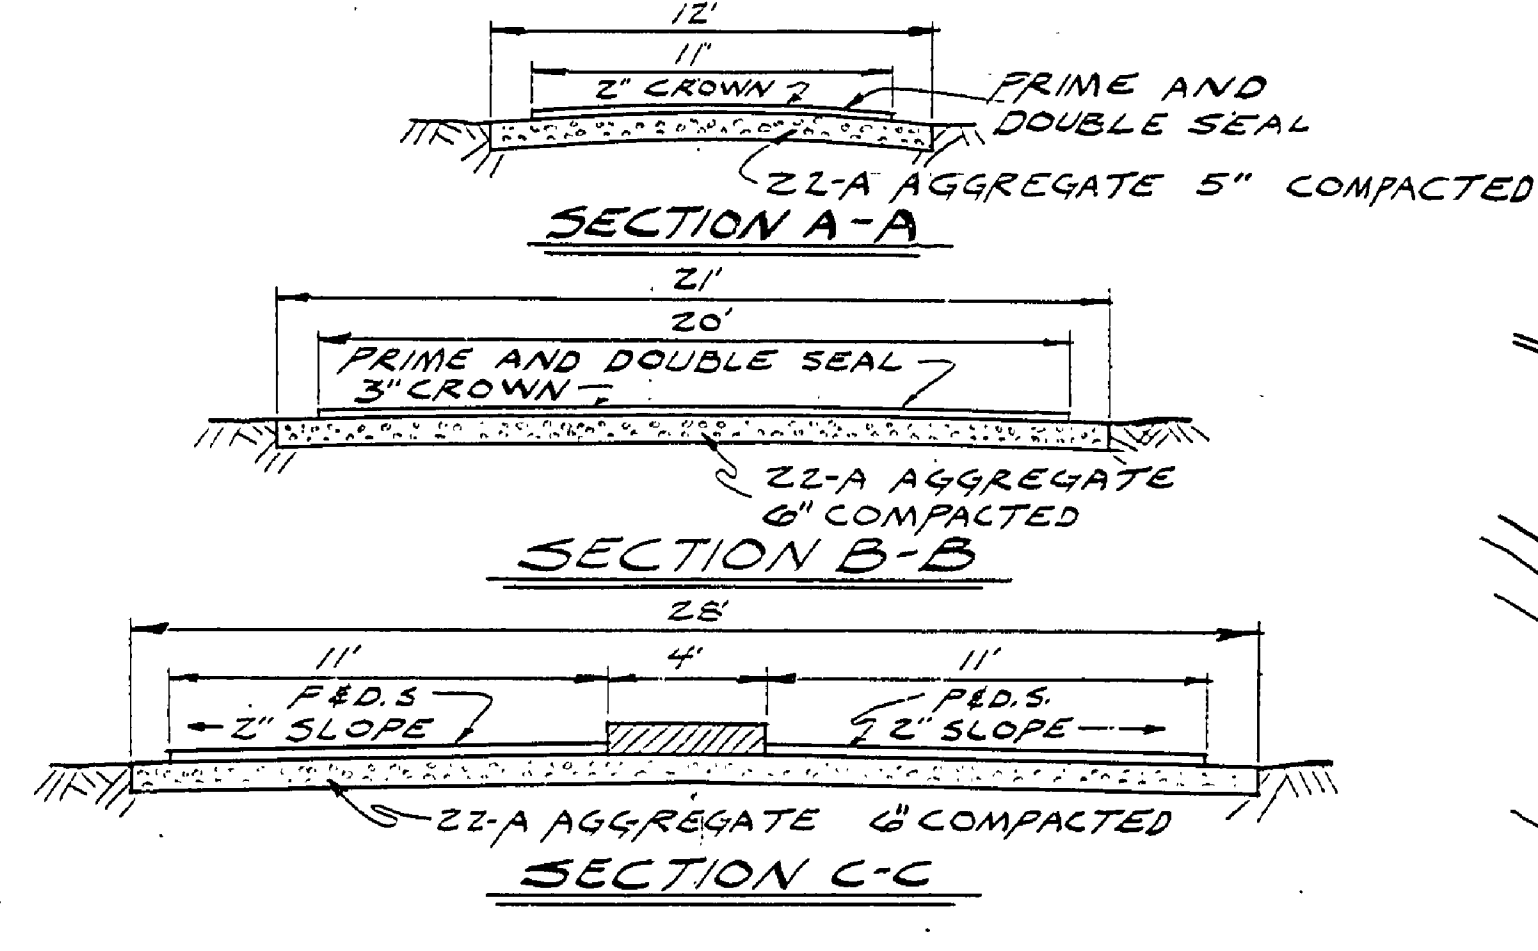 12'
11'
2" CROWN
PRIME AND
DOUBLE SEAL
22-A AGGREGATE 5" COMPACTED
SECTION A-A
21'
20'
PRIME AND DOUBLE SEAL
3" CROWN
22-A AGGREGATE
6" COMPACTED
SECTION B-B
28'
11' 4' 11'
P&D.S P&D.S.
2" SLOPE 2" SLOPE
22-A AGGREGATE 6" COMPACTED
SECTION C-C